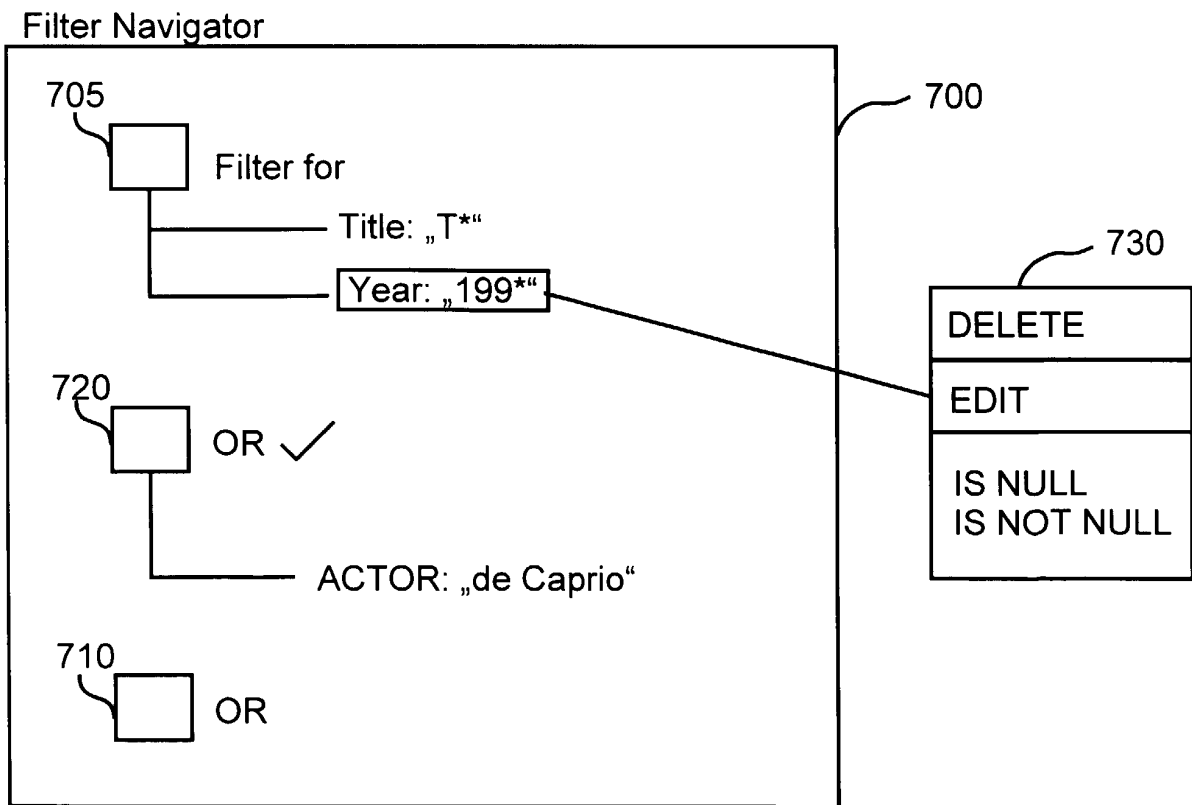 Filter Navigator
705
700
Filter for
Title: „T*“
730
Year: „199*“
DELETE
720
EDIT
OR ✓
IS NULL
IS NOT NULL
ACTOR: „de Caprio“
710
OR